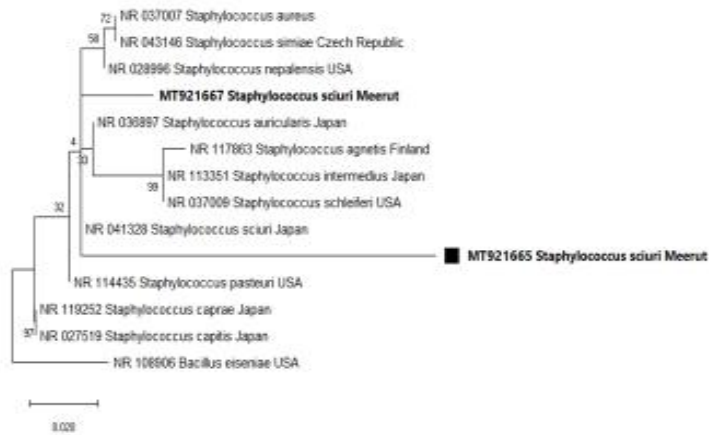 72
NR 037007 Staphylococcus aureus
58
NR 043146 Staphylococcus simiae Czech Republic
NR 028996 Staphylococcus nepalensis USA
MT921667 Staphylococcus sciuri Meerut
NR 036897 Staphylococcus auricularis Japan
4
33
NR 117863 Staphylococcus agnetis Finland
NR 113351 Staphylococcus intermedius Japan
99
NR 037009 Staphylococcus schleiferi USA
32
NR 041328 Staphylococcus sciuri Japan
MT921665 Staphylococcus sciuri Meerut
NR 114435 Staphylococcus pasteuri USA
NR 119252 Staphylococcus caprae Japan
97
NR 027519 Staphylococcus capitis Japan
NR 108906 Bacillus eiseniae USA
0.020